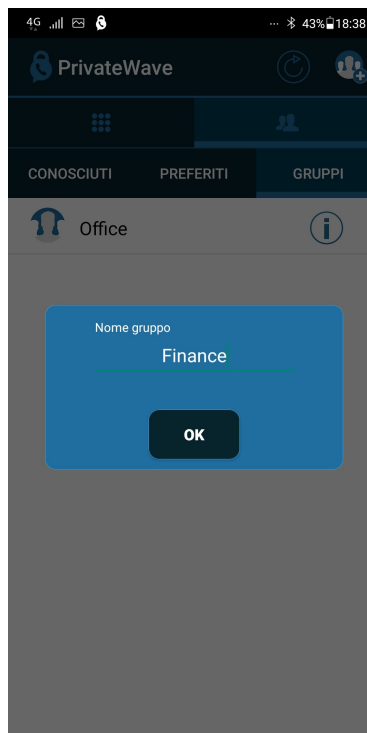 4G 43% 18:38
PrivateWave
CONOSCIUTI PREFERITI GRUPPI
Office
Nome gruppo
Finance
OK